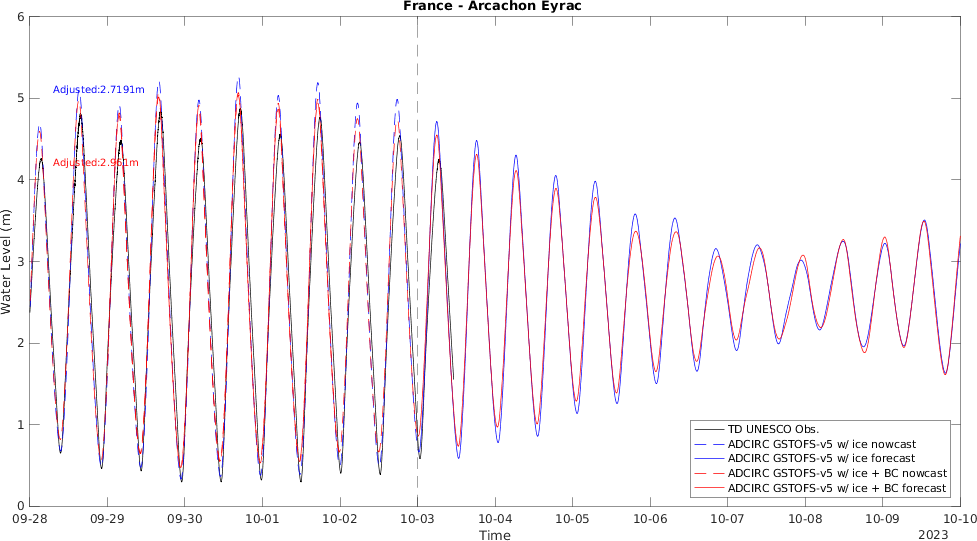 France - Arcachon Eyrac
6
5
4
3
2
1
0
Water Level (m)
Adjusted:2.7191m
Adjusted:2.961m
TD UNESCO Obs.
ADCIRC GSTOFS-v5 w/ ice nowcast
ADCIRC GSTOFS-v5 w/ ice forecast
ADCIRC GSTOFS-v5 w/ ice + BC nowcast
ADCIRC GSTOFS-v5 w/ ice + BC forecast
09-28 09-29 09-30 10-01 10-02 10-03 10-04 10-05 10-06 10-07 10-08 10-09 10-10
Time
2023